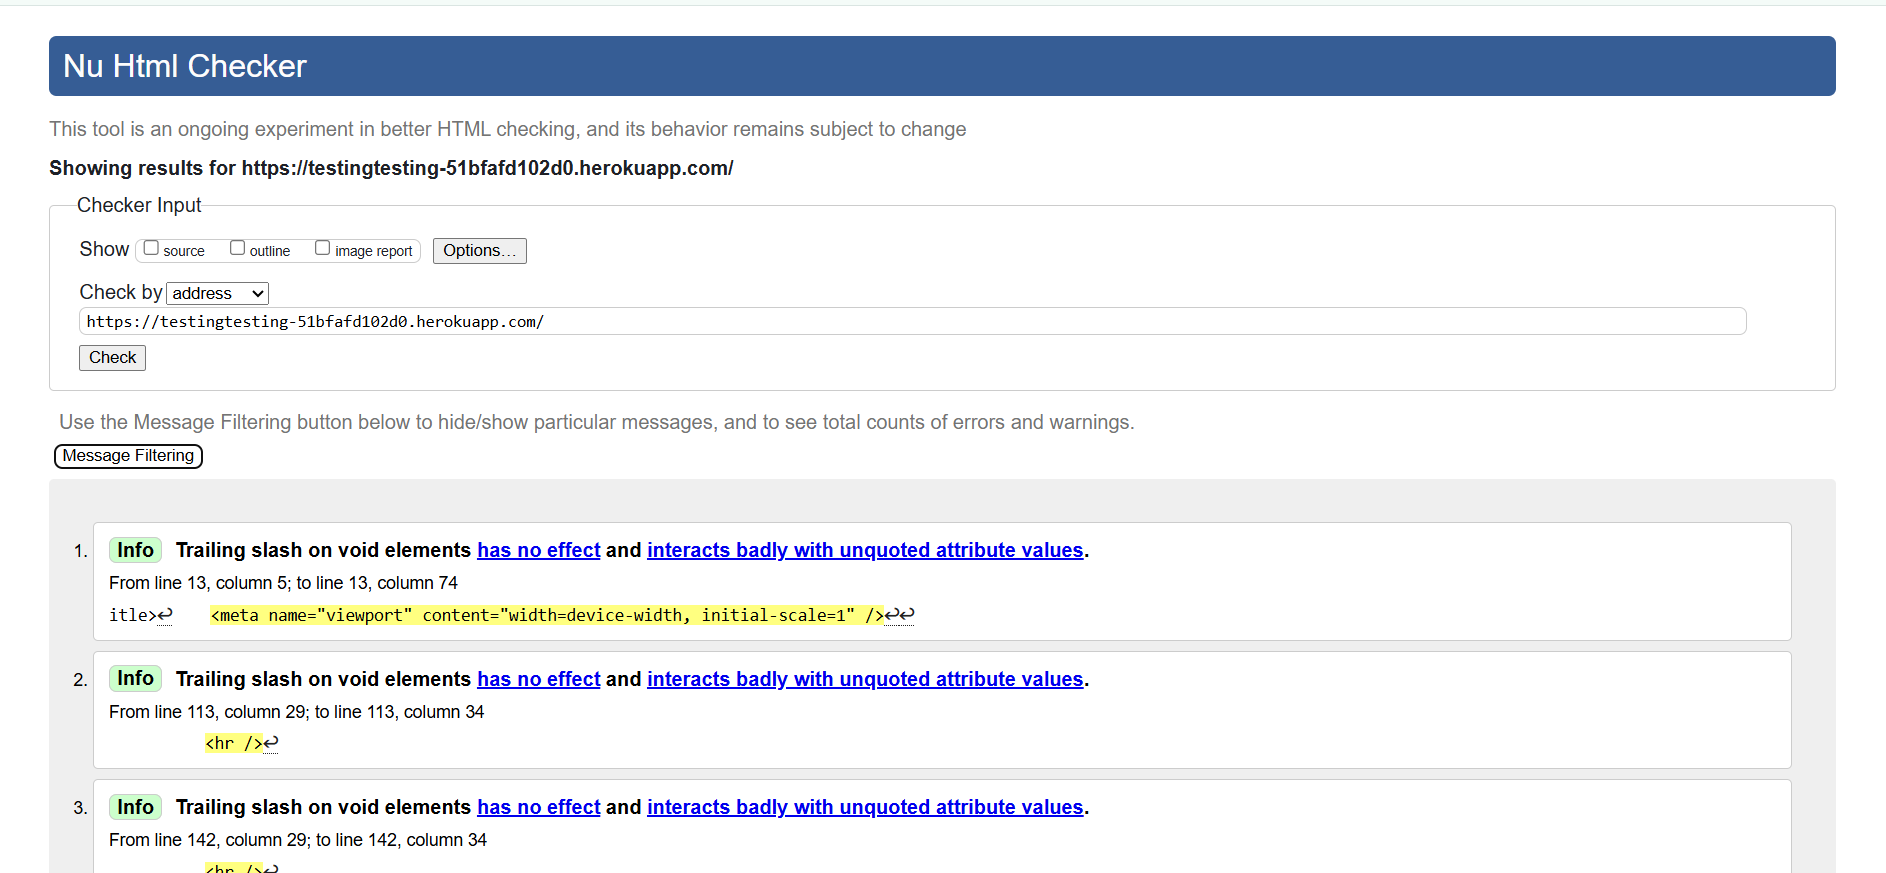 Nu Html Checker
This tool is an ongoing experiment in better HTML checking, and its behavior remains subject to change
Showing results for https://testingtesting-51bfafd102d0.herokuapp.com/
Checker Input
Show source outline image report Options...
Check by address
https://testingtesting-51bfafd102d0.herokuapp.com/
Check
Use the Message Filtering button below to hide/show particular messages, and to see total counts of errors and warnings.
Message Filtering
1. Info Trailing slash on void elements has no effect and interacts badly with unquoted attribute values.
From line 13, column 5; to line 13, column 74
itle>↩ <meta name="viewport" content="width=device-width, initial-scale=1" />↩↩
2. Info Trailing slash on void elements has no effect and interacts badly with unquoted attribute values.
From line 113, column 29; to line 113, column 34
<hr />↩
3. Info Trailing slash on void elements has no effect and interacts badly with unquoted attribute values.
From line 142, column 29; to line 142, column 34
<hr />↩